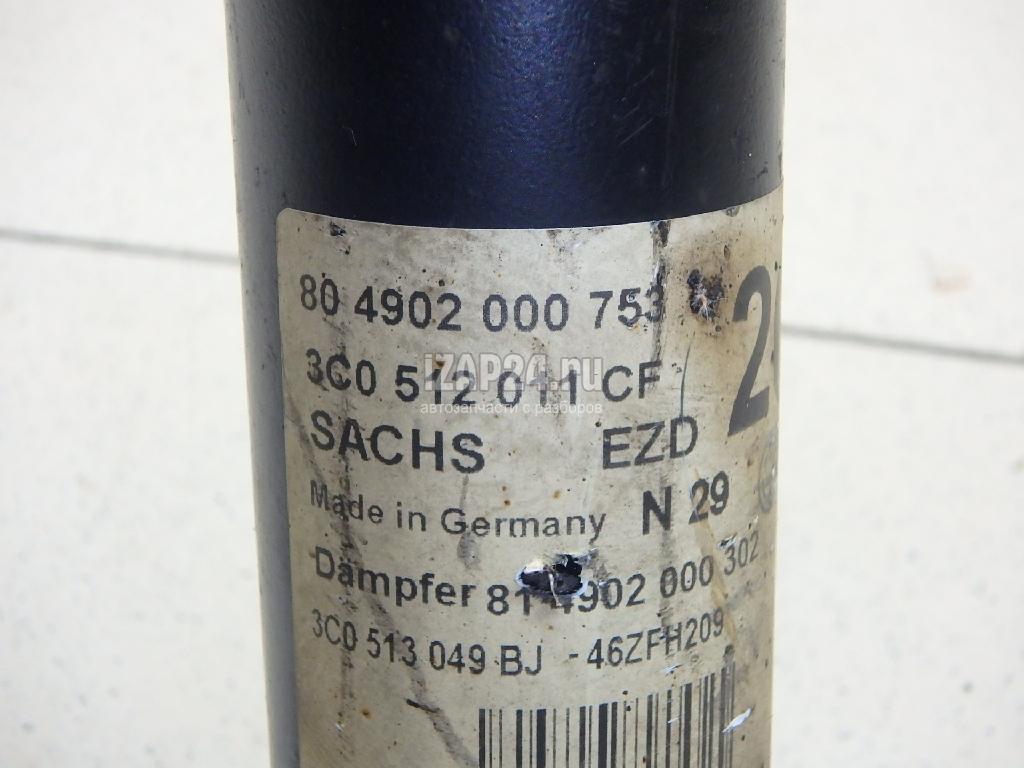 80 4902 000 753
3C0 512 011 CF
iZAP24.ru
автозапчасти с разборов
SACHS EZD
Made in Germany N 29
Dämpfer 81 4902 000 302
3C0 513 049 BJ - 46ZFH209